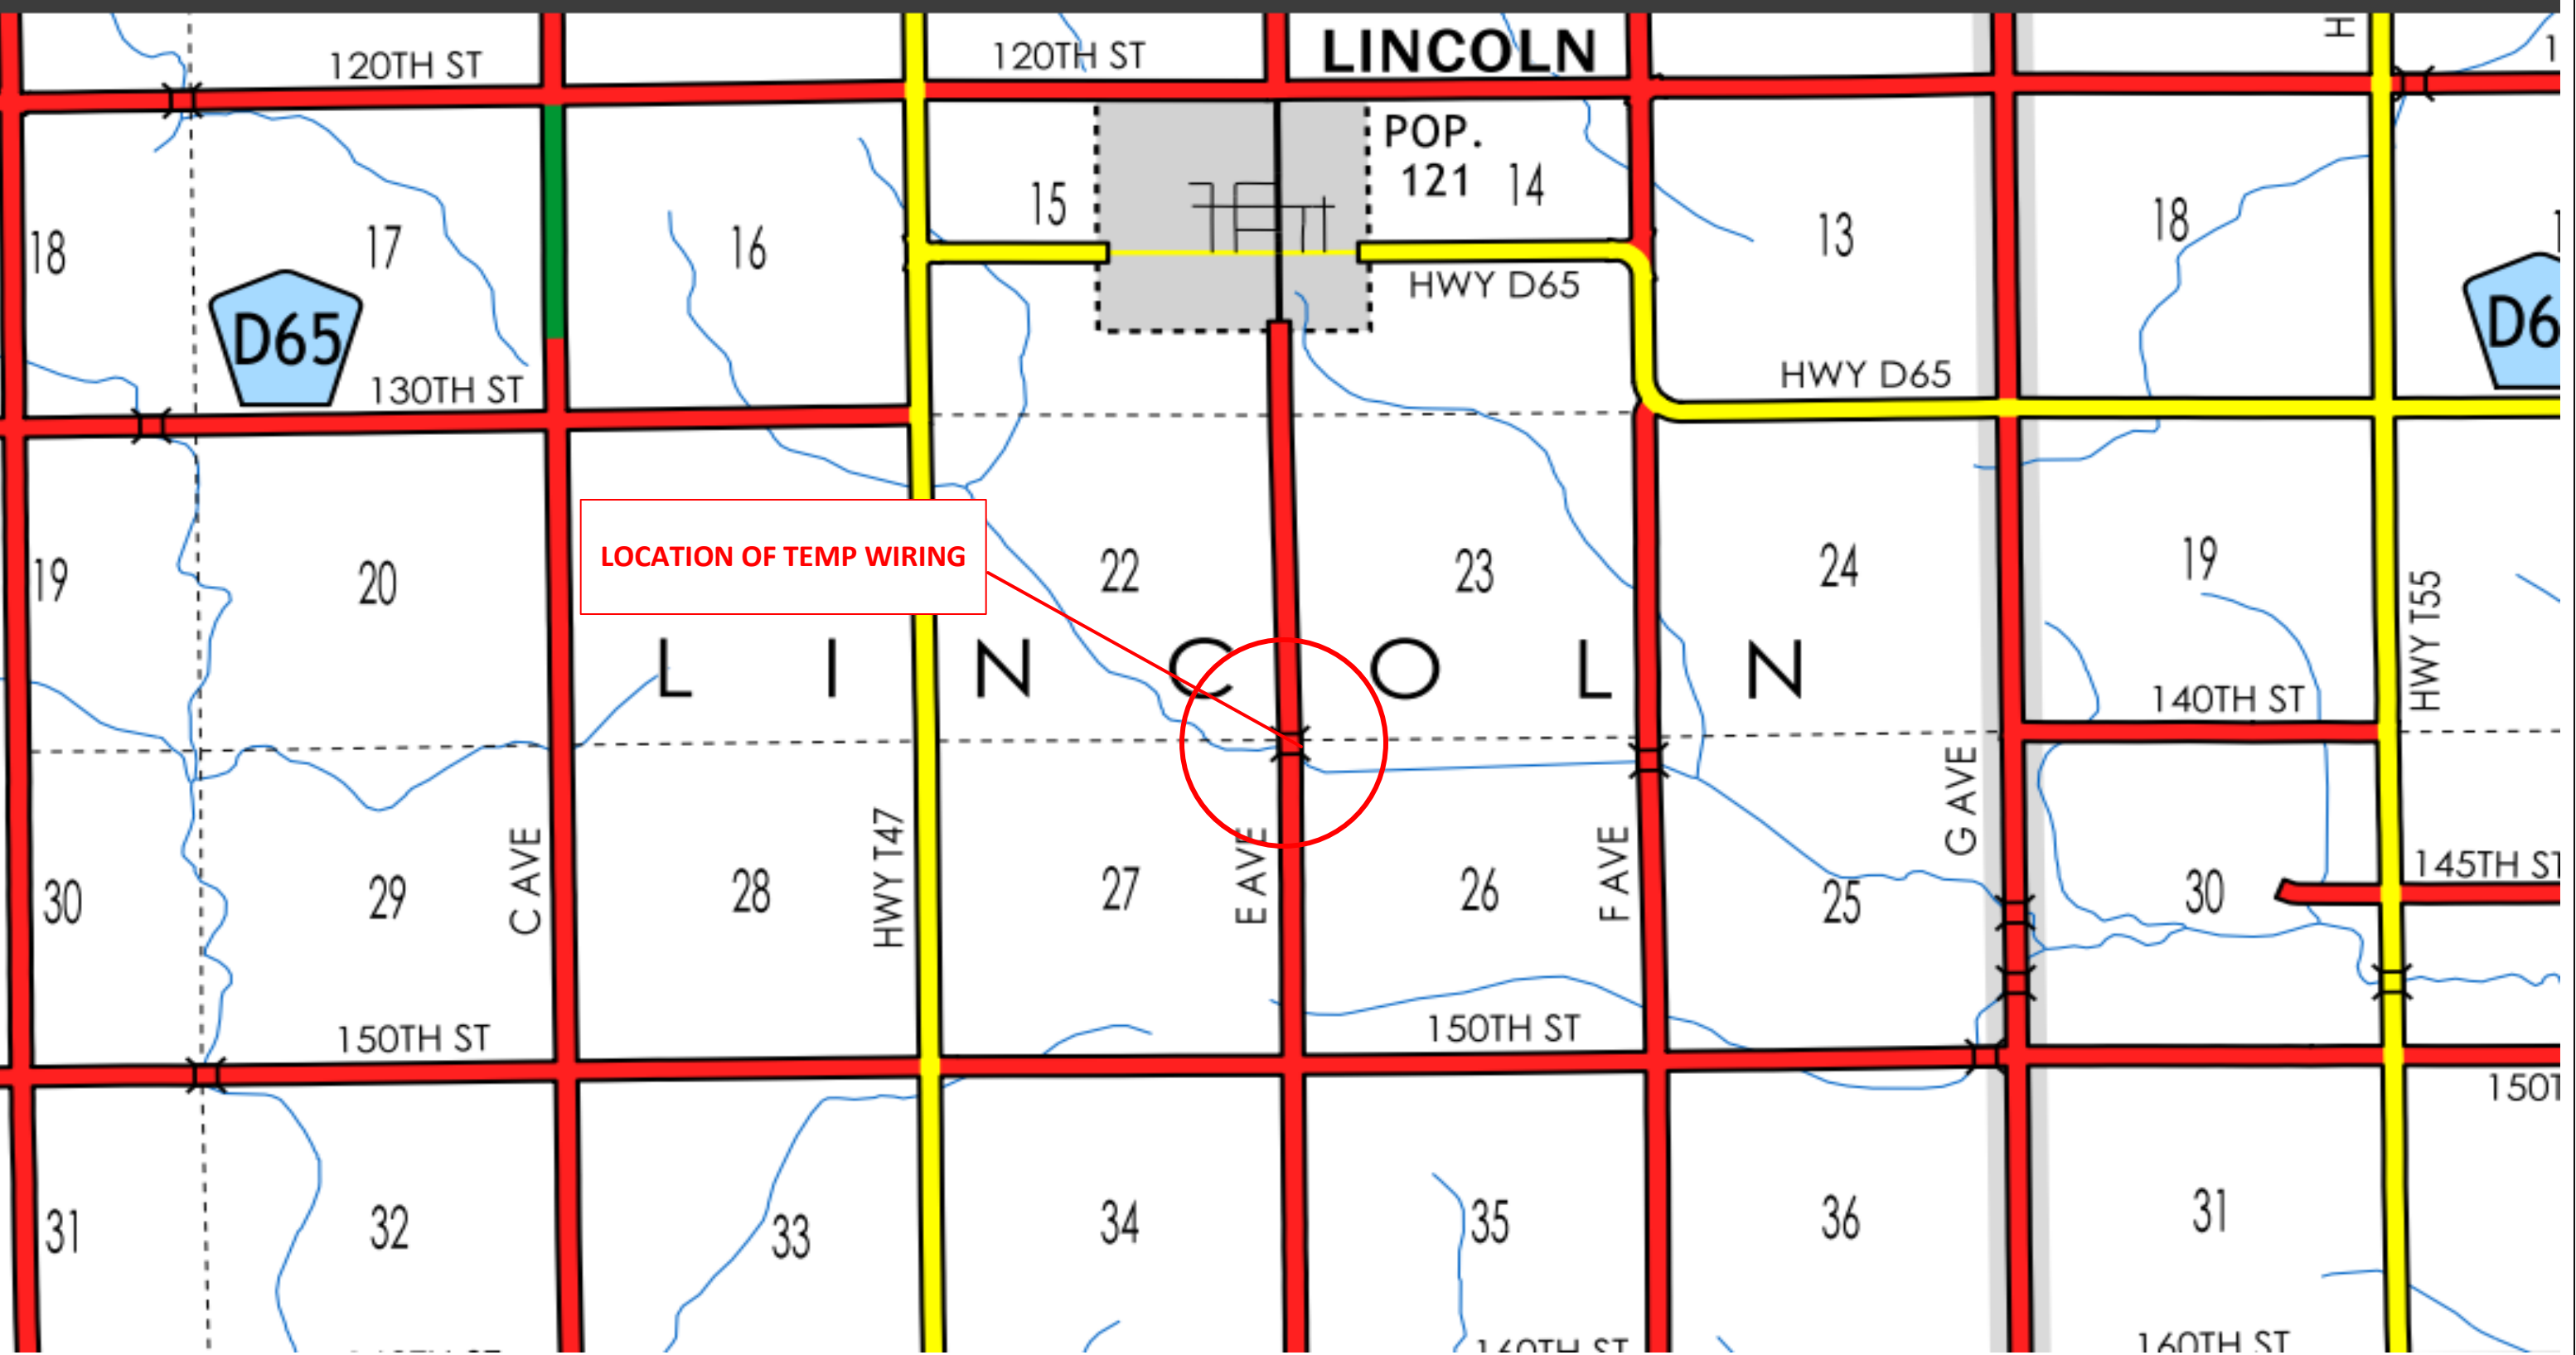 H
120TH ST
120TH ST
LINCOLN
POP.
121
15
14
18
17
16
13
18
D65
HWY D65
130TH ST
HWY D65
LOCATION OF TEMP WIRING
19
20
22
23
24
19
HWY T55
L I N C O L N
140TH ST
G AVE
145TH ST
C AVE
HWY T47
E AVE
F AVE
30
29
28
27
26
25
30
150TH ST
150TH ST
31
32
33
34
35
36
31
160TH ST
160TH ST